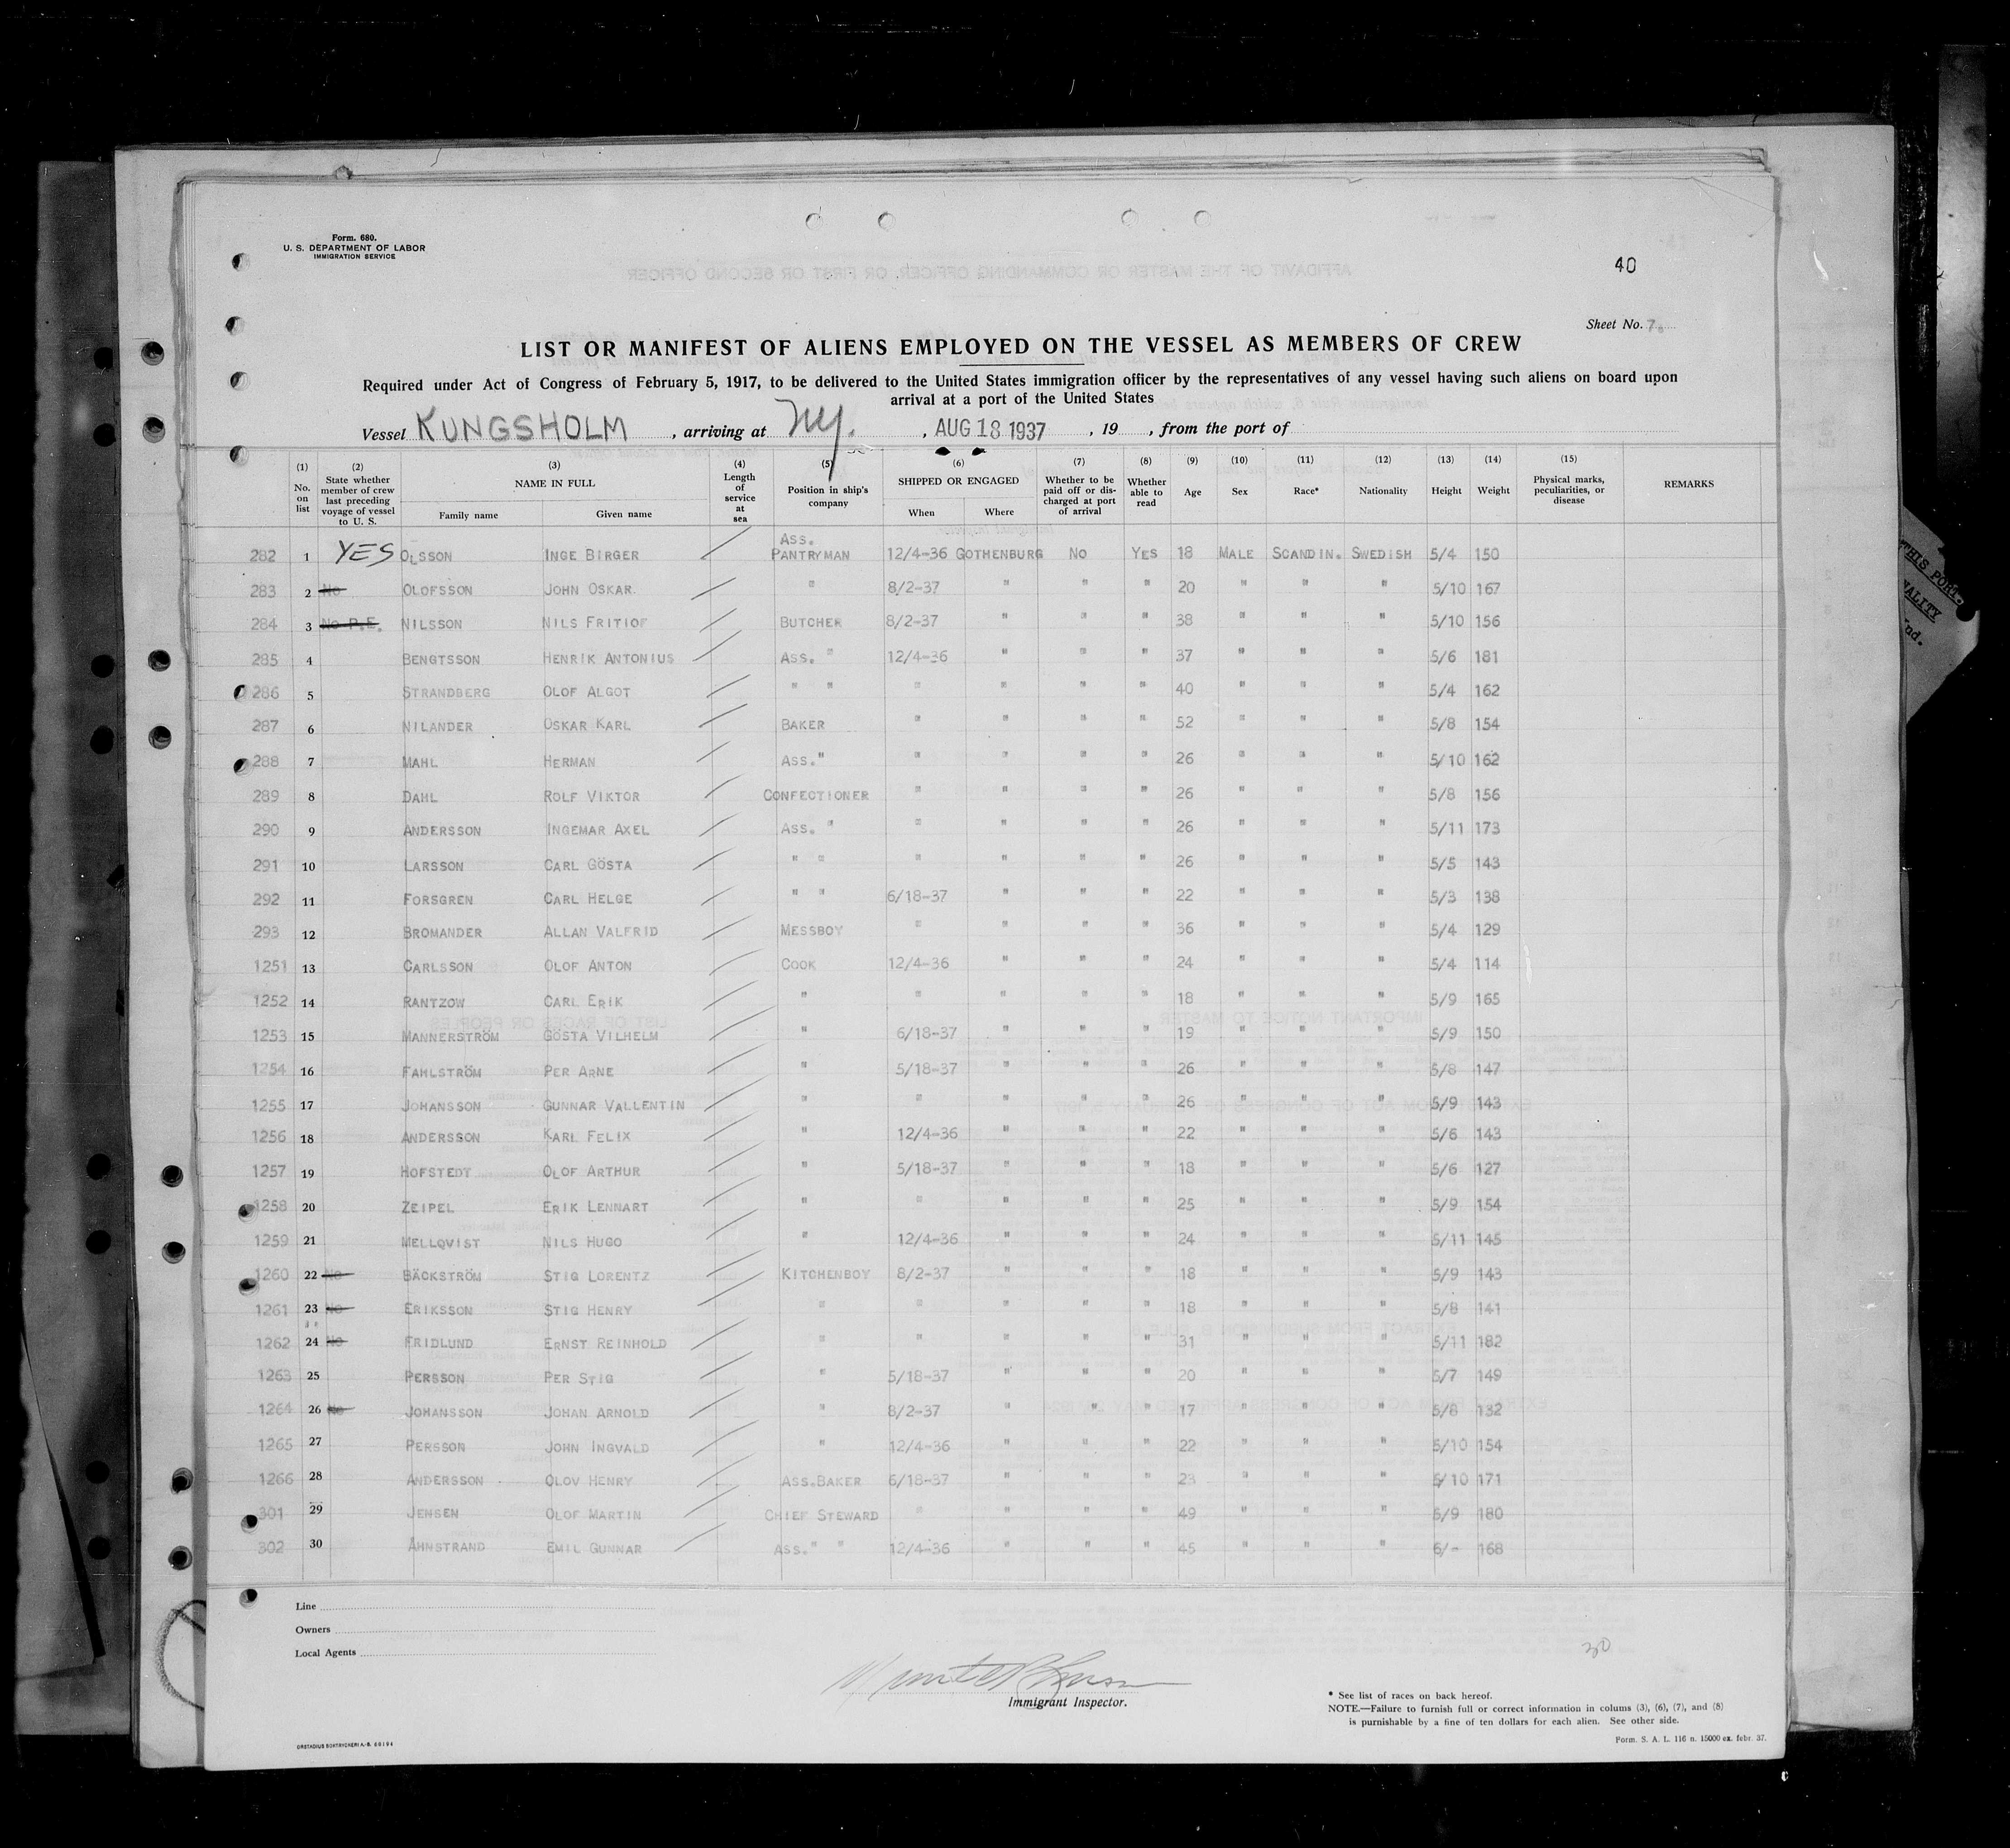 Form. 680.
U. S. DEPARTMENT OF LABOR
IMMIGRATION SERVICE
40
Sheet No. 7.
LIST OR MANIFEST OF ALIENS EMPLOYED ON THE VESSEL AS MEMBERS OF CREW
Required under Act of Congress of February 5, 1917, to be delivered to the United States immigration officer by the representatives of any vessel having such aliens on board upon
arrival at a port of the United States
Vessel KUNGSHOLM , arriving at NY. , AUG 18 1937 , 19 , from the port of
(1) No. on list (2) State whether member of crew last preceding voyage of vessel to U. S. (3) NAME IN FULL Family name Given name (4) Length of service at sea (5) Position in ship's company (6) SHIPPED OR ENGAGED When Where (7) Whether to be paid off or discharged at port of arrival (8) Whether able to read (9) Age (10) Sex (11) Race* (12) Nationality (13) Height (14) Weight (15) Physical marks, peculiarities, or disease REMARKS
282 1 YES OLSSON INGE BIRGER ASS. PANTRYMAN 12/4-36 GOTHENBURG NO YES 18 MALE SCANDIN. SWEDISH 5/4 150
283 2 No OLOFSSON JOHN OSKAR " 8/2-37 " " " 20 " " " 5/10 167
284 3 No P.E. NILSSON NILS FRITIOF BUTCHER 8/2-37 " " " 38 " " " 5/10 156
285 4 BENGTSSON HENRIK ANTONIUS ASS. " 12/4-36 " " " 37 " " " 5/6 181
286 5 STRANDBERG OLOF ALGOT " " " " " " 40 " " " 5/4 162
287 6 NILANDER OSKAR KARL BAKER " " " " 52 " " " 5/8 154
288 7 MAHL HERMAN ASS. " " " " " 26 " " " 5/10 162
289 8 DAHL ROLF VIKTOR CONFECTIONER " " " " 26 " " " 5/8 156
290 9 ANDERSSON INGEMAR AXEL ASS. " " " " " 26 " " " 5/11 173
291 10 LARSSON CARL GÖSTA " " " " " " 26 " " " 5/5 143
292 11 FORSGREN CARL HELGE " " 6/18-37 " " " 22 " " " 5/3 138
293 12 BROMANDER ALLAN VALFRID MESSBOY " " " " 36 " " " 5/4 129
1251 13 CARLSSON OLOF ANTON COOK 12/4-36 " " " 24 " " " 5/4 114
1252 14 RANTZOW CARL ERIK " " " " " 18 " " " 5/9 165
1253 15 MANNERSTRÖM GÖSTA VILHELM " 6/18-37 " " " 19 " " " 5/9 150
1254 16 FAHLSTRÖM PER ARNE " 5/18-37 " " " 26 " " " 5/8 147
1255 17 JOHANSSON GUNNAR VALLENTIN " " " " " 26 " " " 5/9 143
1256 18 ANDERSSON KARL FELIX " 12/4-36 " " " 22 " " " 5/6 143
1257 19 HOFSTEDT OLOF ARTHUR " 5/18-37 " " " 18 " " " 5/6 127
1258 20 ZEIPEL ERIK LENNART " " " " " 25 " " " 5/9 154
1259 21 MELLQVIST NILS HUGO " 12/4-36 " " " 24 " " " 5/11 145
1260 22 No BÄCKSTRÖM STIG LORENTZ KITCHENBOY 8/2-37 " " " 18 " " " 5/9 143
1261 23 No ERIKSSON STIG HENRY " " " " " 18 " " " 5/8 141
1262 24 No FRIDLUND ERNST REINHOLD " " " " " 31 " " " 5/11 182
1263 25 PERSSON PER STIG " 5/18-37 " " " 20 " " " 5/7 149
1264 26 No JOHANSSON JOHAN ARNOLD " 8/2-37 " " " 17 " " " 5/8 132
1265 27 PERSSON JOHN INGVALD " 12/4-36 " " " 22 " " " 5/10 154
1266 28 ANDERSSON OLOV HENRY ASS.BAKER 6/18-37 " " " 23 " " " 5/10 171
301 29 JENSEN OLOF MARTIN CHIEF STEWARD " " " " 49 " " " 5/9 180
302 30 AHNSTRAND EMIL GUNNAR ASS. " " 12/4-36 " " " 45 " " " 6/- 168
Line
Owners
Local Agents
30
Immigrant Inspector.
* See list of races on back hereof.
NOTE.—Failure to furnish full or correct information in colums (3), (6), (7), and (8)
is purnishable by a fine of ten dollars for each alien. See other side.
ORSTADIUS BOKTRYCKERI A.-B. 66194
Form. S. A. L. 116 n. 15000 ex. febr. 37.
THIS PORT.